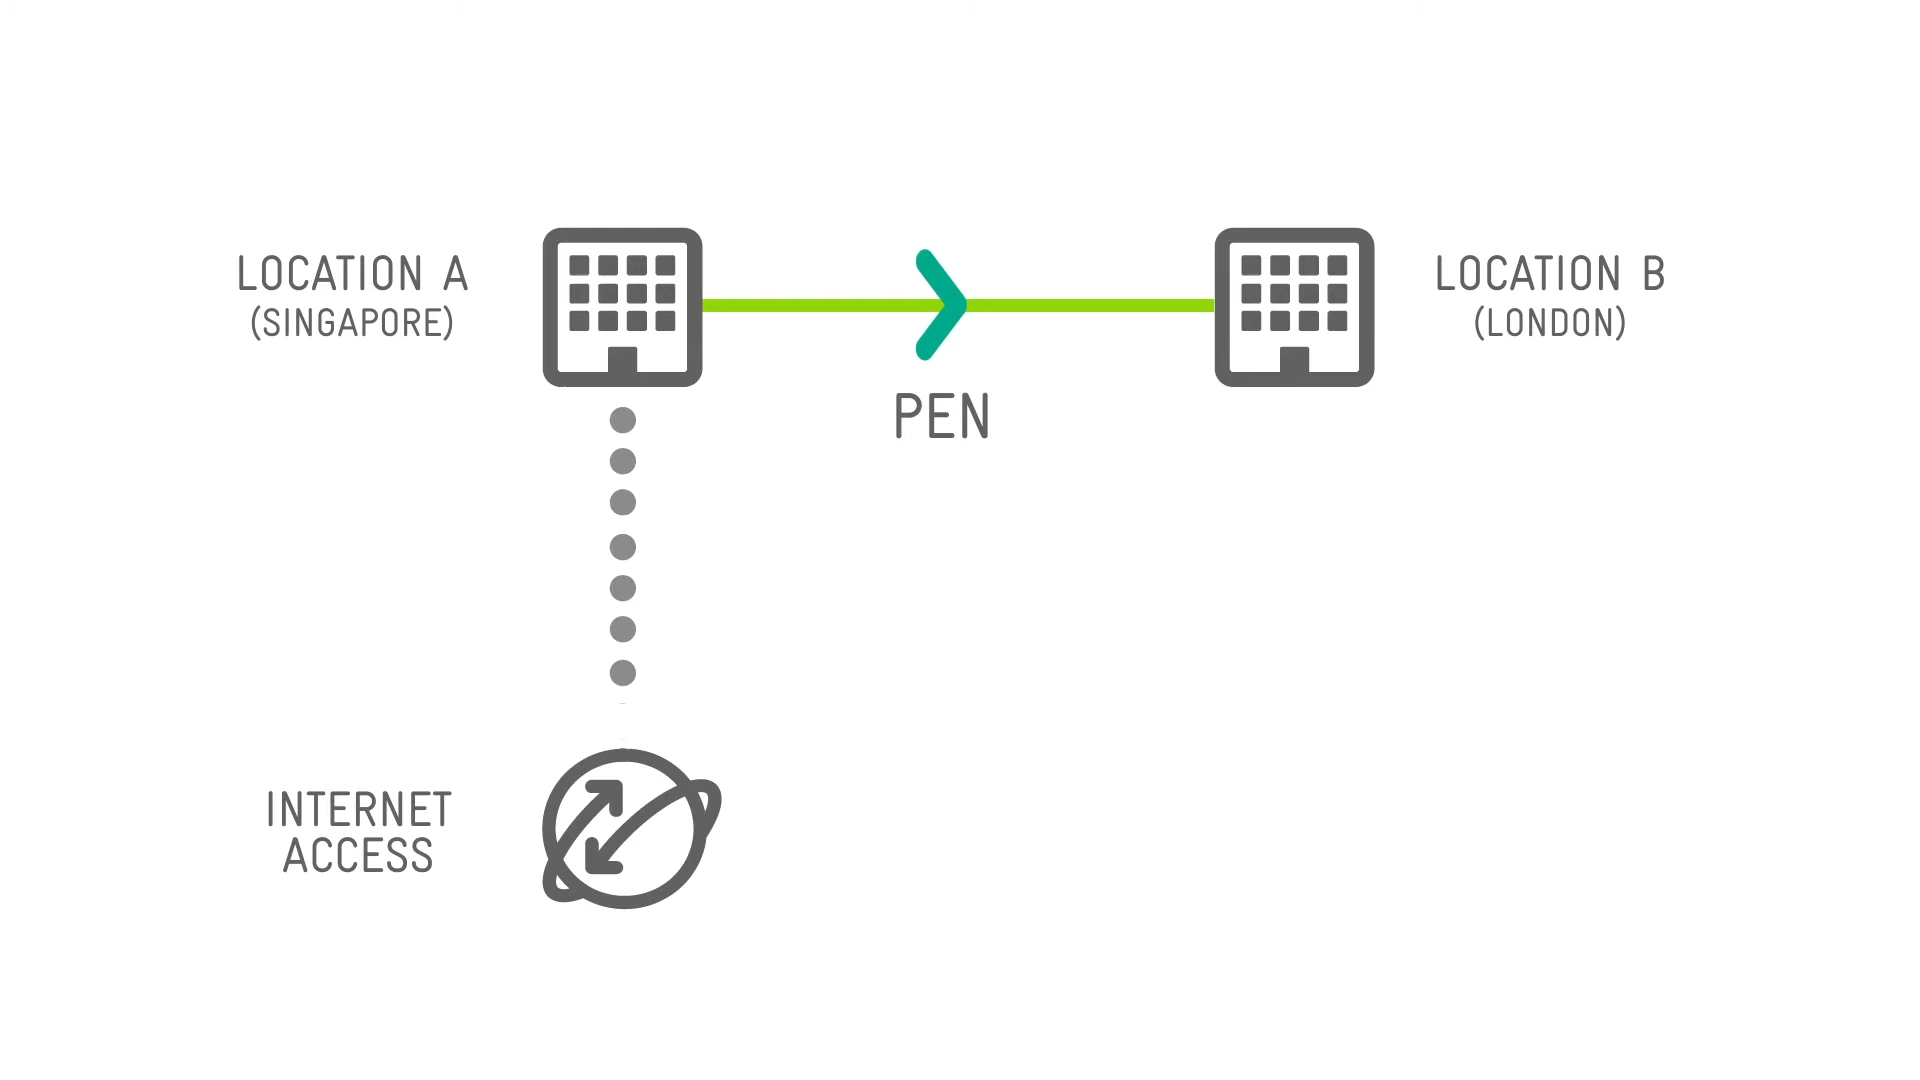 LOCATION A
(SINGAPORE)
LOCATION B
(LONDON)
PEN
INTERNET
ACCESS